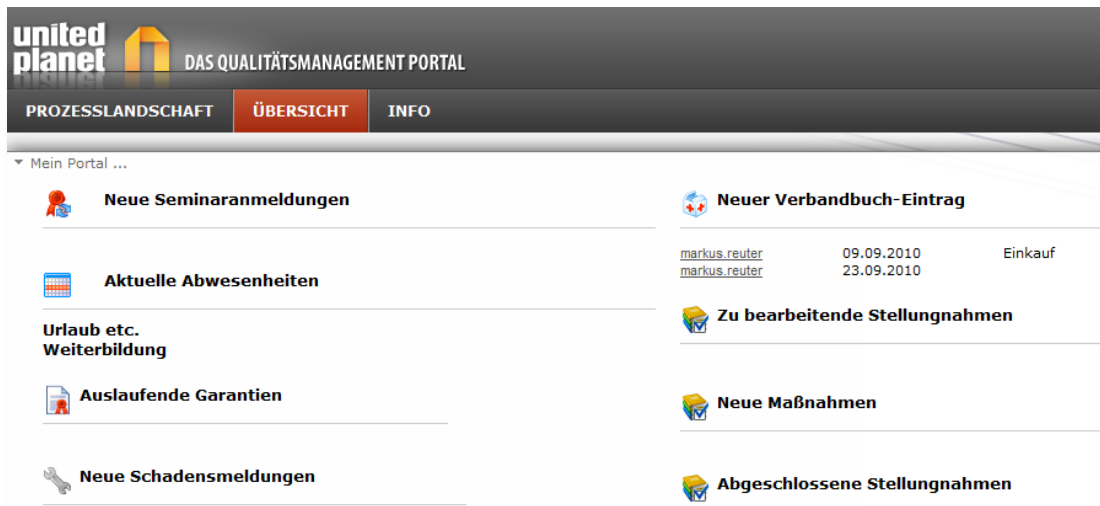 united
planet
DAS QUALITÄTSMANAGEMENT PORTAL
PROZESSLANDSCHAFT ÜBERSICHT INFO
Mein Portal ...
Neue Seminaranmeldungen
Aktuelle Abwesenheiten
Urlaub etc.
Weiterbildung
Auslaufende Garantien
Neue Schadensmeldungen
Neuer Verbandbuch-Eintrag
markus.reuter 09.09.2010 Einkauf
markus.reuter 23.09.2010
Zu bearbeitende Stellungnahmen
Neue Maßnahmen
Abgeschlossene Stellungnahmen